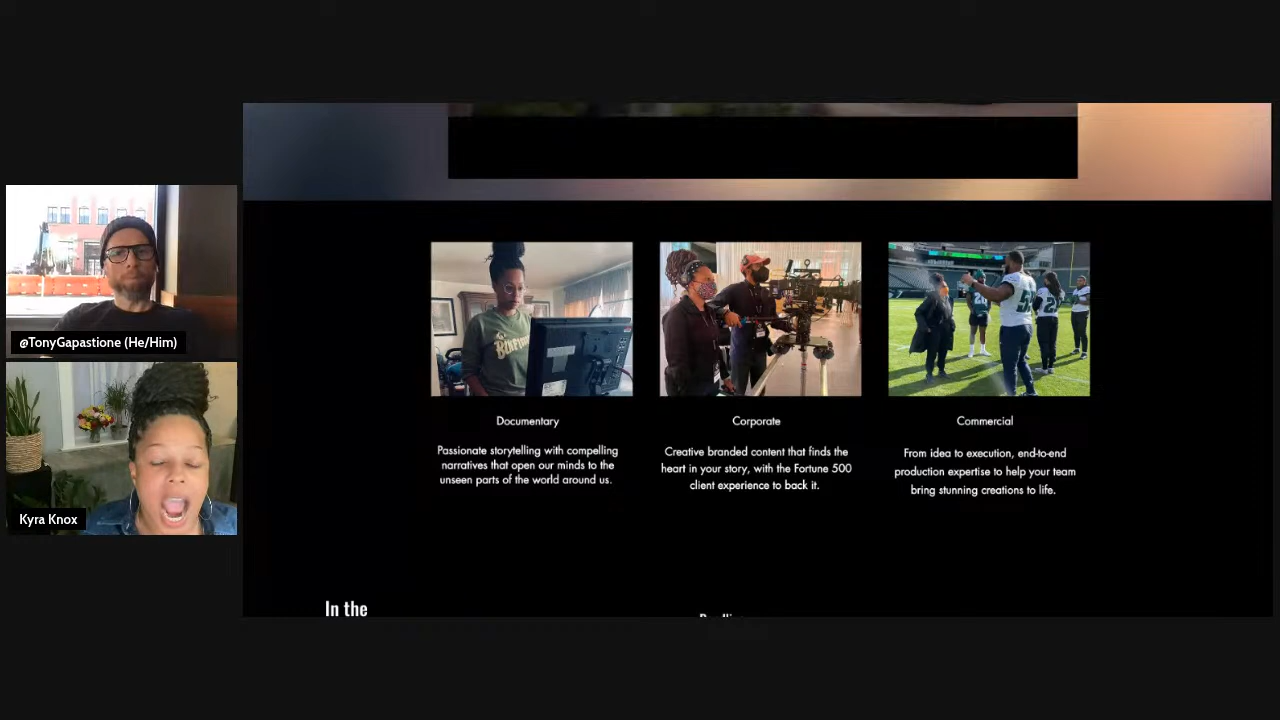 @TonyGapastione (He/Him)
Kyra Knox
Documentary
Passionate storytelling with compelling
narratives that open our minds to the
unseen parts of the world around us.
Corporate
Creative branded content that finds the
heart in your story, with the Fortune 500
client experience to back it.
Commercial
From idea to execution, end-to-end
production expertise to help your team
bring stunning creations to life.
In the